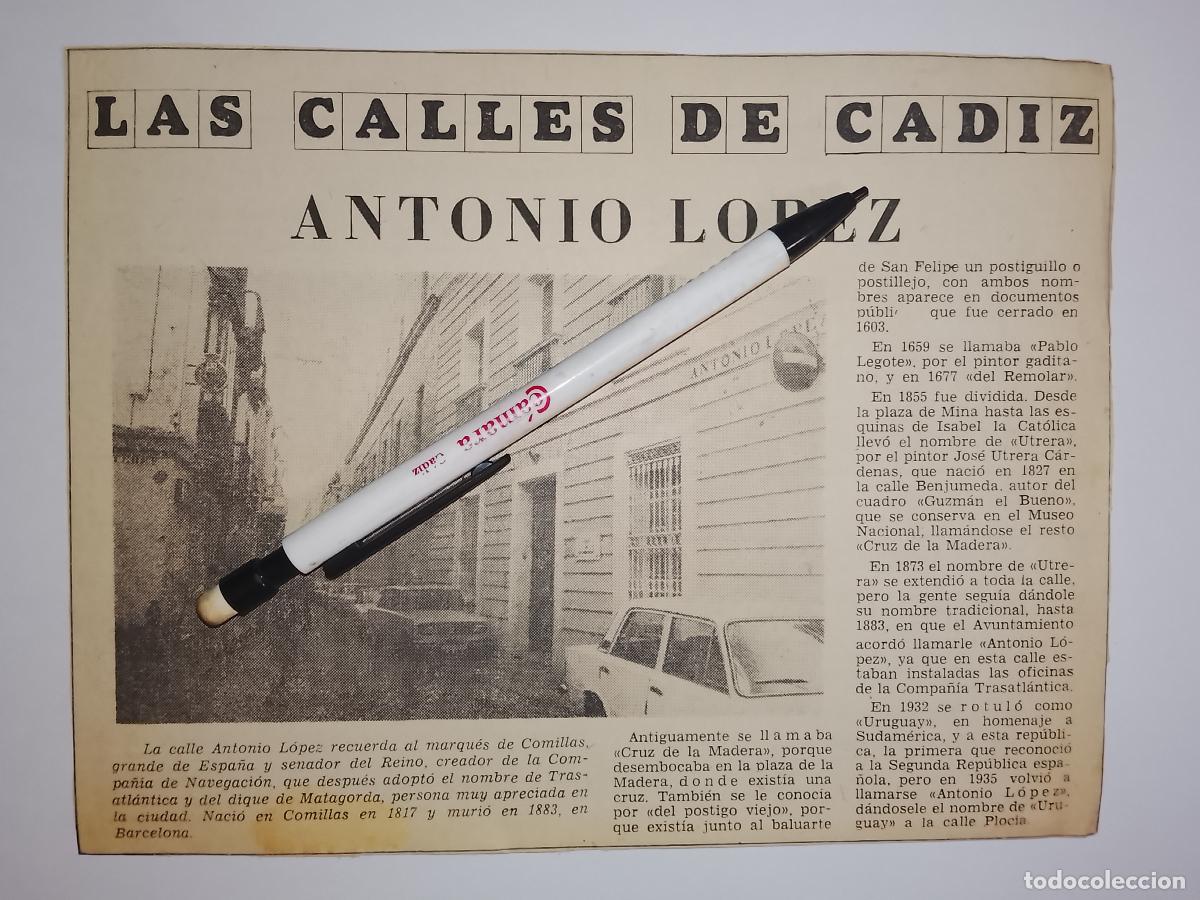 LAS CALLES DE CADIZ
ANTONIO LOPEZ
ANTONIO LOPEZ
Cámara Cádiz
La calle Antonio López recuerda al marqués de Comillas,
grande de España y senador del Reino, creador de la Com-
pañía de Navegación, que después adoptó el nombre de Tras-
atlántica y del dique de Matagorda, persona muy apreciada en
la ciudad. Nació en Comillas en 1817 y murió en 1883, en
Barcelona.
Antiguamente se llamaba
«Cruz de la Madera», porque
desembocaba en la plaza de la
Madera, donde existía una
cruz. También se le conocía
por «del postigo viejo», por-
que existía junto al baluarte
de San Felipe un postiguillo o
postillejo, con ambos nom-
bres aparece en documentos
públi que fue cerrado en
1603.
En 1659 se llamaba «Pablo
Legote», por el pintor gadita-
no, y en 1677 «del Remolar».
En 1855 fue dividida. Desde
la plaza de Mina hasta las es-
quinas de Isabel la Católica
llevó el nombre de «Utrera»,
por el pintor José Utrera Cár-
denas, que nació en 1827 en
la calle Benjumeda, autor del
cuadro «Guzmán el Bueno»,
que se conserva en el Museo
Nacional, llamándose el resto
«Cruz de la Madera».
En 1873 el nombre de «Utre-
ra» se extendió a toda la calle,
pero la gente seguía dándole
su nombre tradicional, hasta
1883, en que el Ayuntamiento
acordó llamarle «Antonio Ló-
pez», ya que en esta calle es-
taban instaladas las oficinas
de la Compañía Trasatlántica.
En 1932 se rotuló como
«Uruguay», en homenaje a
Sudamérica, y a esta repúbli-
ca, la primera que reconoció
a la Segunda República espa-
ñola, pero en 1935 volvió a
llamarse «Antonio López»,
dándosele el nombre de «Uru-
guay» a la calle Plocia.
todocoleccion